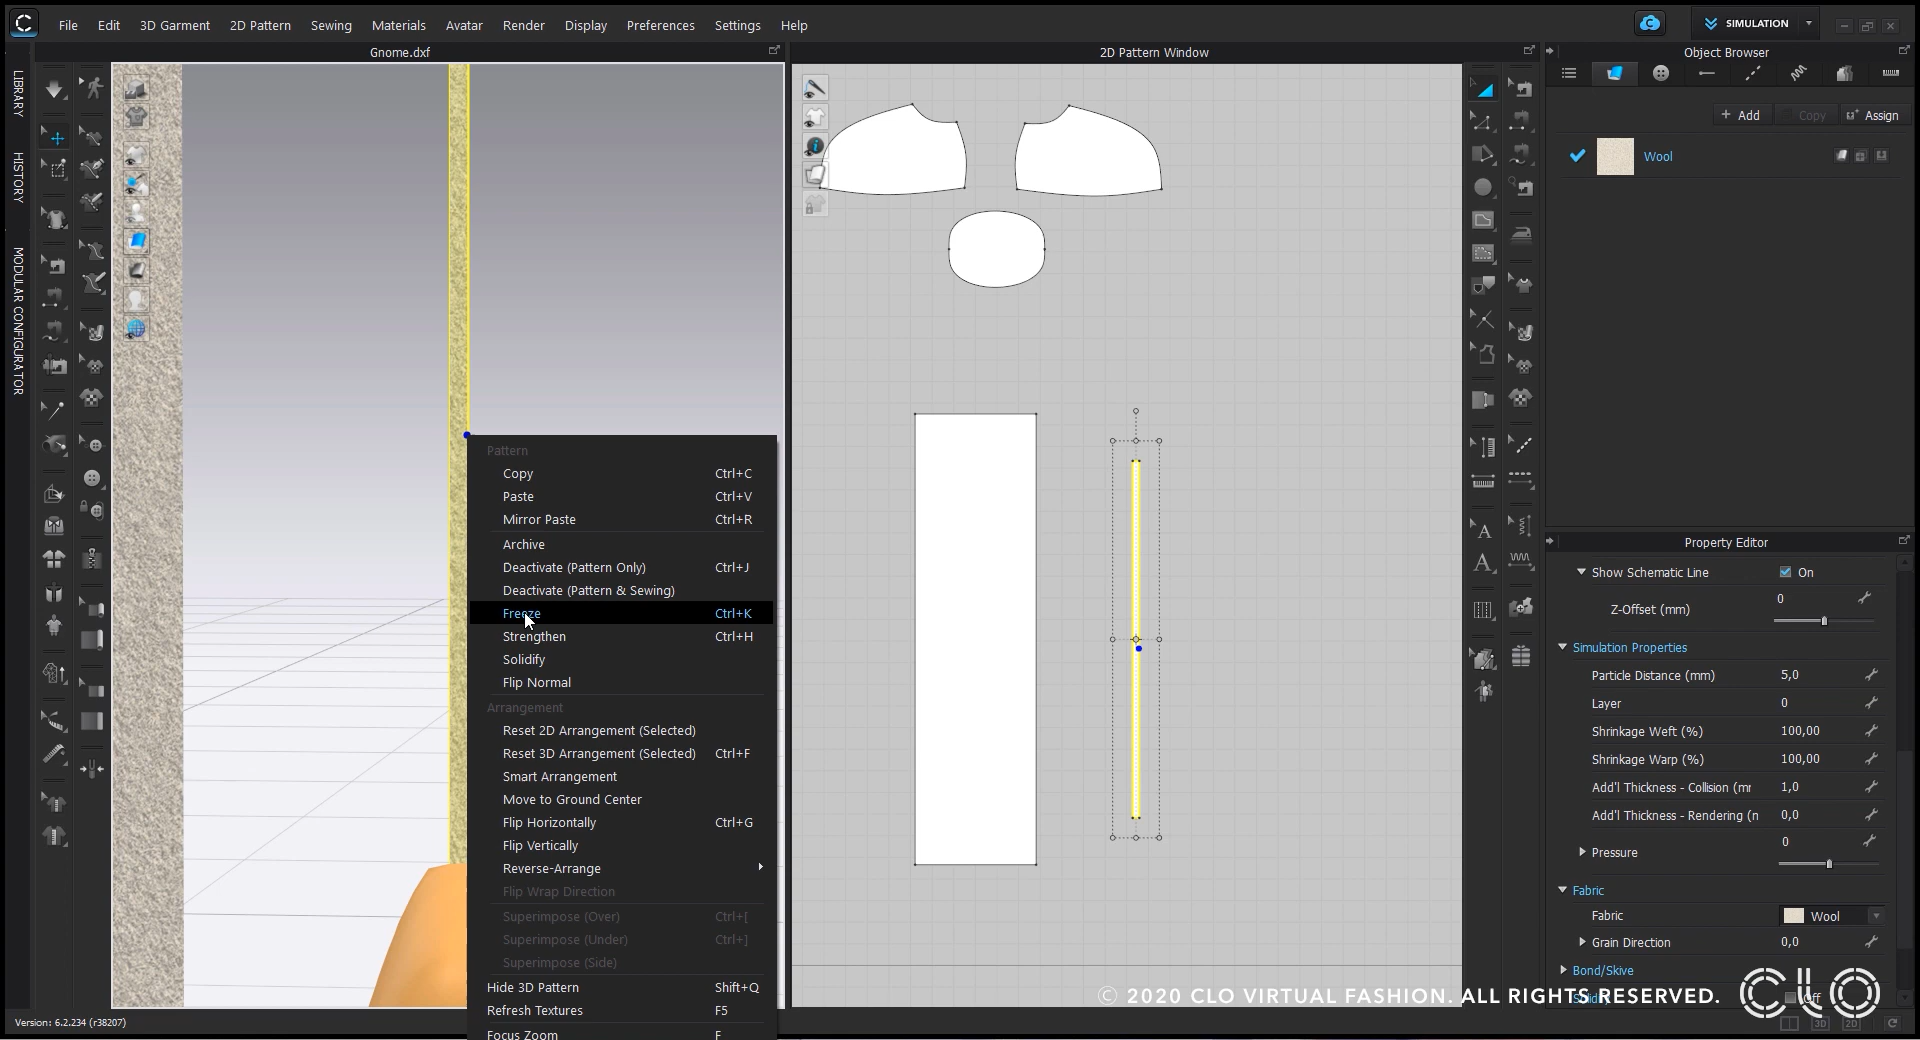 File Edit 3D Garment 2D Pattern Sewing Materials Avatar Render Display Preferences Settings Help
SIMULATION
Gnome.dxf
2D Pattern Window
Object Browser
LIBRARY
HISTORY
MODULAR CONFIGURATOR
+ Add Copy Assign
Wool
Pattern
Copy Ctrl+C
Paste Ctrl+V
Mirror Paste Ctrl+R
Archive
Deactivate (Pattern Only) Ctrl+J
Deactivate (Pattern & Sewing)
Freeze Ctrl+K
Strengthen Ctrl+H
Solidify
Flip Normal
Arrangement
Reset 2D Arrangement (Selected)
Reset 3D Arrangement (Selected) Ctrl+F
Smart Arrangement
Move to Ground Center
Flip Horizontally Ctrl+G
Flip Vertically
Reverse-Arrange
Flip Wrap Direction
Superimpose (Over) Ctrl+[
Superimpose (Under) Ctrl+]
Superimpose (Side)
Hide 3D Pattern Shift+Q
Refresh Textures F5
Focus Zoom F
Property Editor
Show Schematic Line On
Z-Offset (mm) 0
Simulation Properties
Particle Distance (mm) 5,0
Layer 0
Shrinkage Weft (%) 100,00
Shrinkage Warp (%) 100,00
Add'l Thickness - Collision (mr 1,0
Add'l Thickness - Rendering (n 0,0
Pressure 0
Fabric
Fabric Wool
Grain Direction 0,0
Bond/Skive
Off
© 2020 CLO VIRTUAL FASHION. ALL RIGHTS RESERVED. CLO
Version: 6.2.234 (r38207)
3D 2D